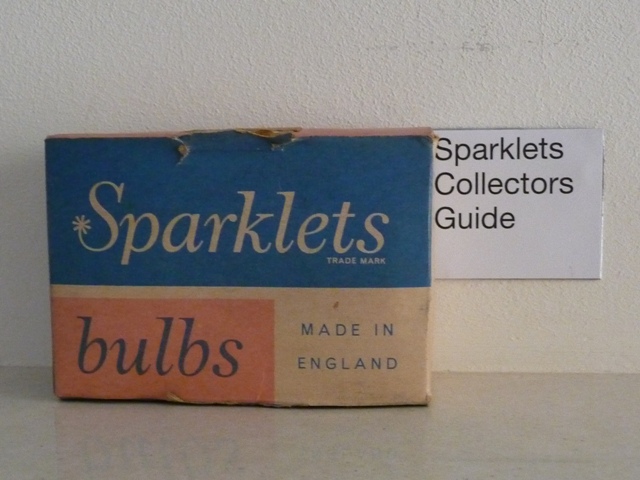 Sparklets
TRADE MARK
bulbs
MADE IN
ENGLAND
Sparklets
Collectors
Guide